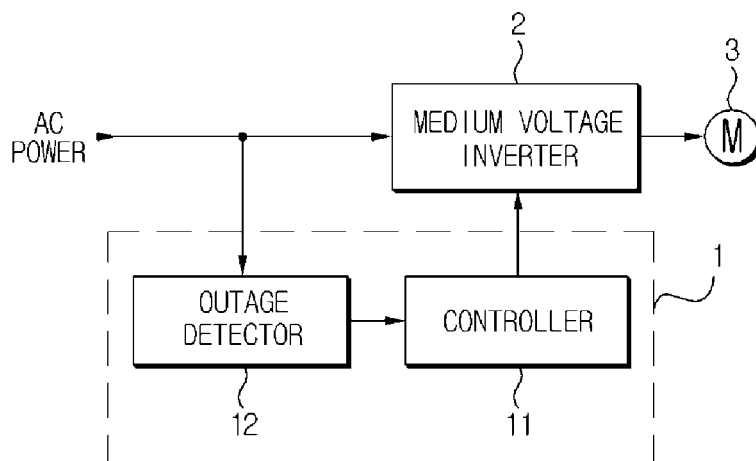 2
3
AC
POWER
MEDIUM VOLTAGE
INVERTER
M
1
OUTAGE
DETECTOR
CONTROLLER
12
11